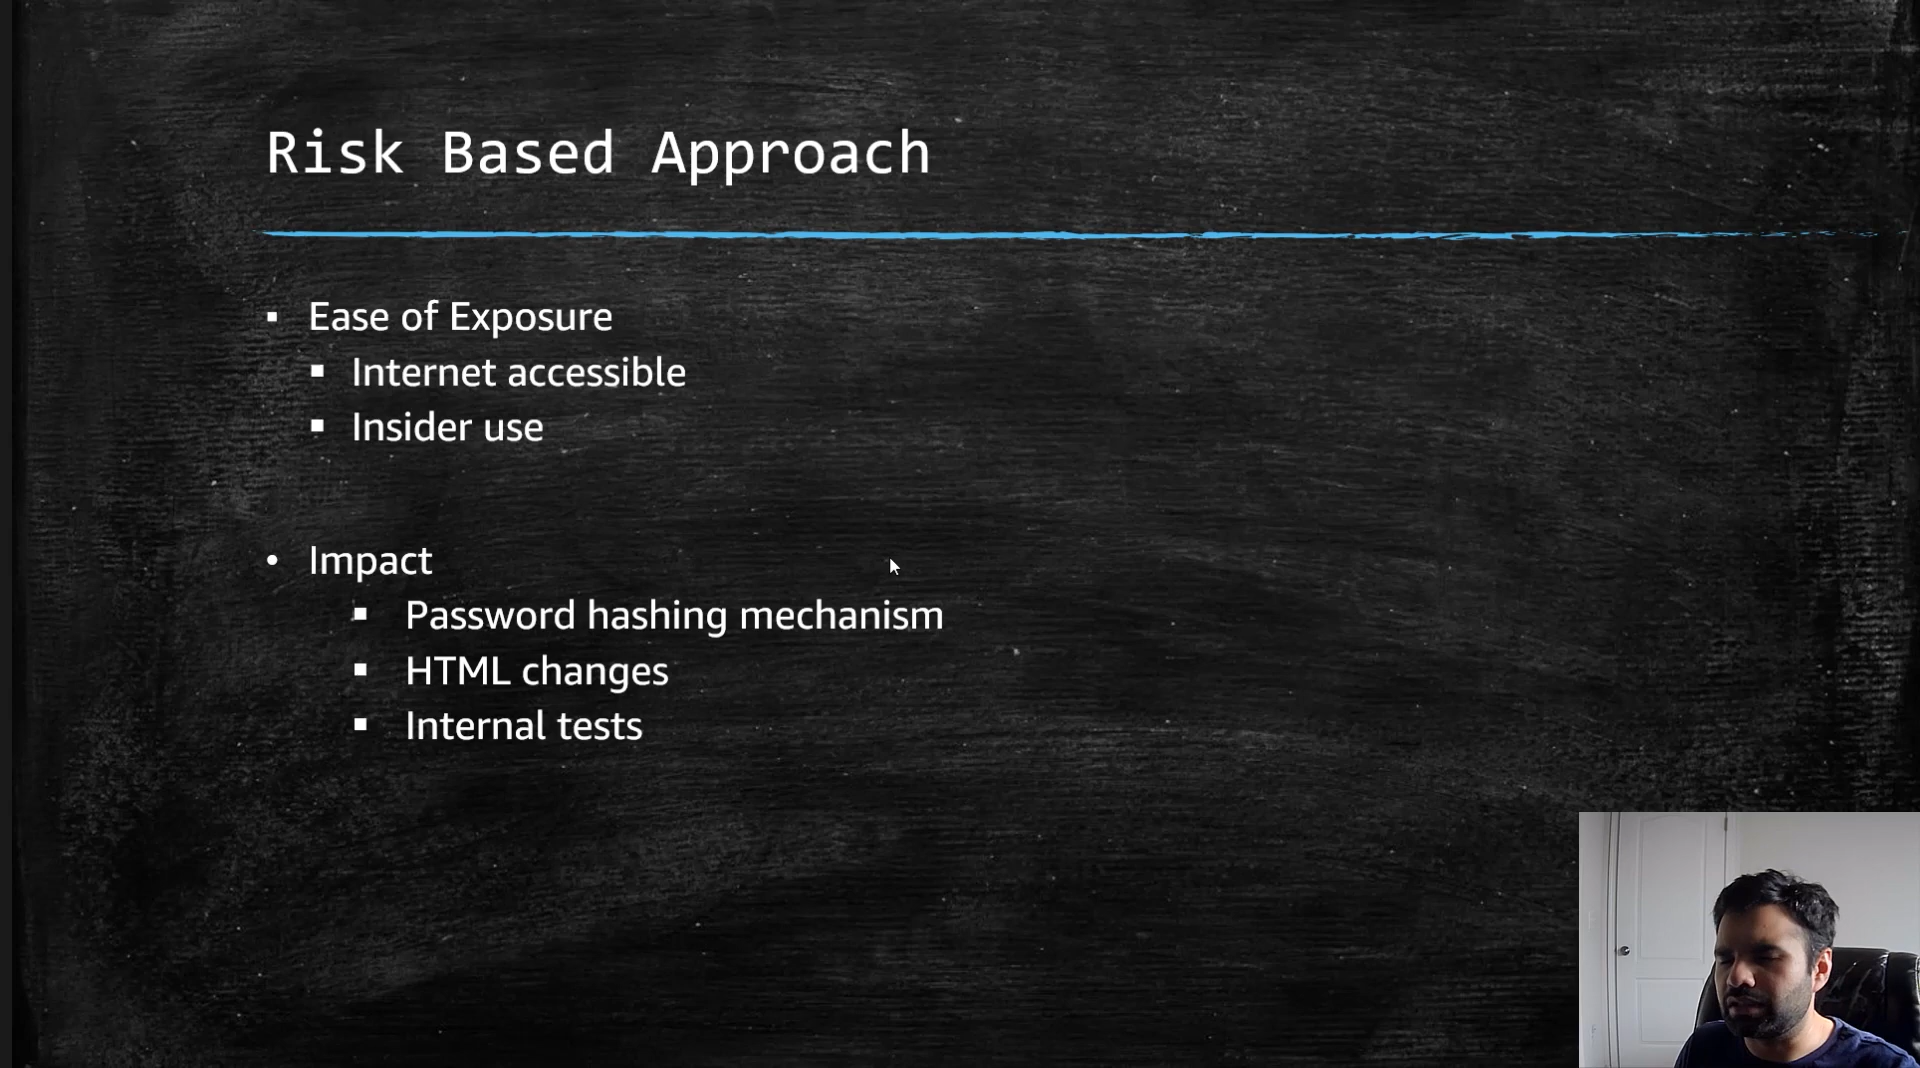 Risk Based Approach
Ease of Exposure
Internet accessible
Insider use
Impact
Password hashing mechanism
HTML changes
Internal tests